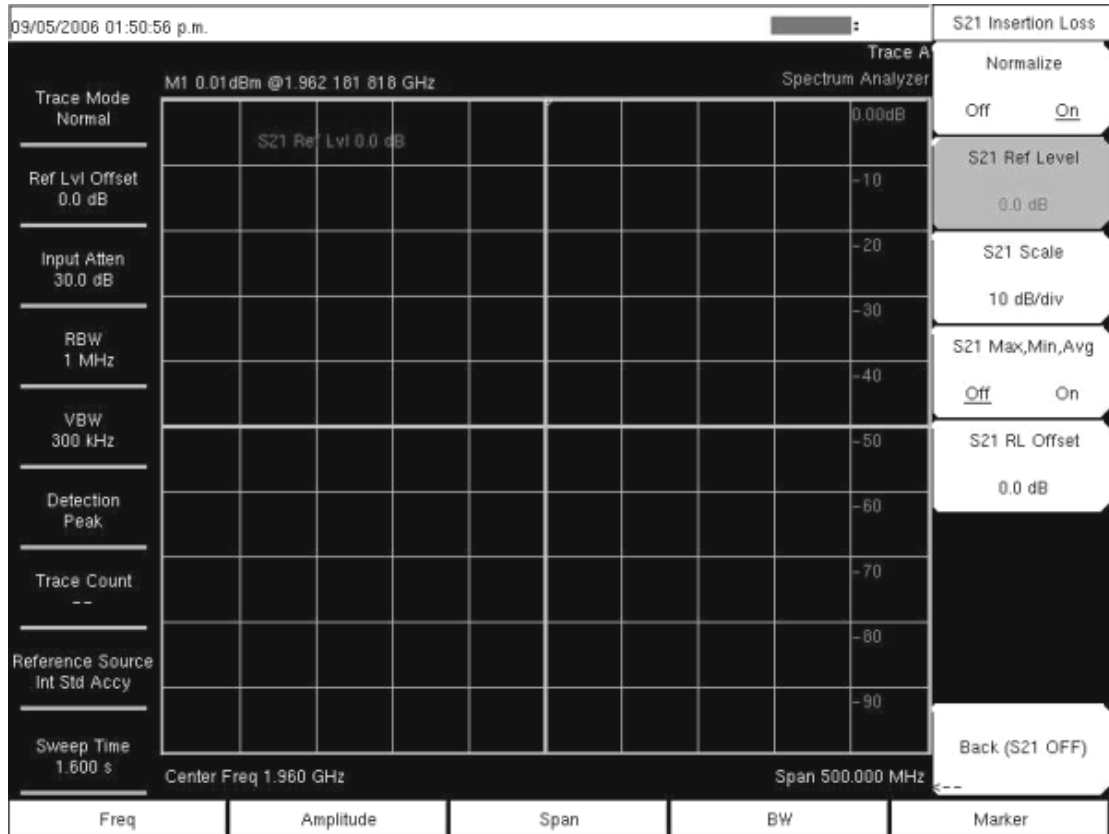 09/05/2006 01:50:56 p.m.
S21 Insertion Loss
Trace A
M1 0.01dBm @1.962 181 818 GHz
Spectrum Analyzer
Trace Mode
Normal
Ref Lvl Offset
0.0 dB
Input Atten
30.0 dB
RBW
1 MHz
VBW
300 kHz
Detection
Peak
Trace Count
--
Reference Source
Int Std Accy
Sweep Time
1.600 s
S21 Ref Lvl 0.0 dB
0.00dB
-10
-20
-30
-40
-50
-60
-70
-80
-90
Center Freq 1.960 GHz
Span 500.000 MHz
Normalize
Off On
S21 Ref Level
0.0 dB
S21 Scale
10 dB/div
S21 Max,Min,Avg
Off On
S21 RL Offset
0.0 dB
Back (S21 OFF)
<--
Freq
Amplitude
Span
BW
Marker